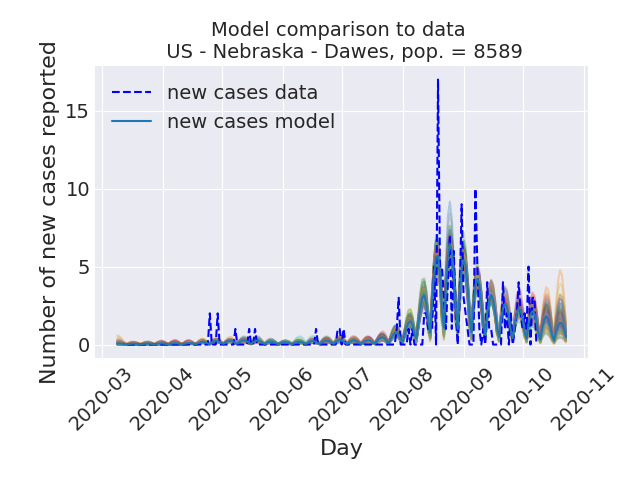 Model comparison to data
US - Nebraska - Dawes, pop. = 8589
Number of new cases reported
new cases data
new cases model
15
10
5
0
2020-03
2020-04
2020-05
2020-06
2020-07
2020-08
2020-09
2020-10
2020-11
Day